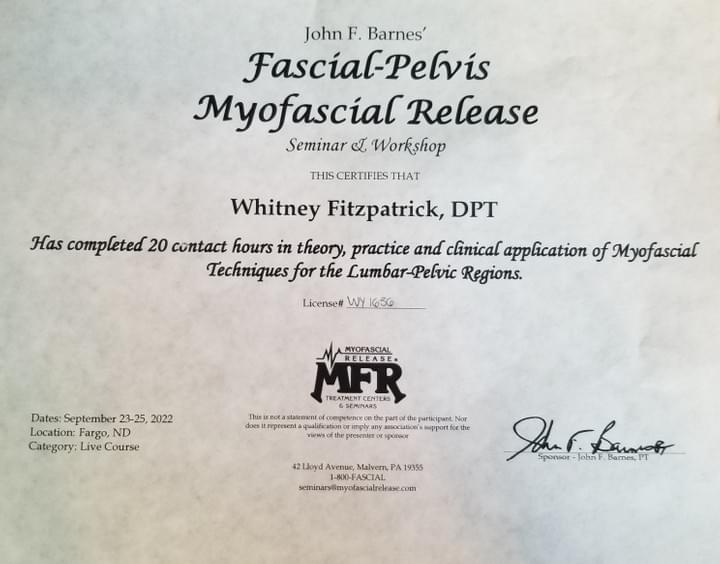 John F. Barnes'
Fascial-Pelvis
Myofascial Release
Seminar & Workshop
THIS CERTIFIES THAT
Whitney Fitzpatrick, DPT
Has completed 20 contact hours in theory, practice and clinical application of Myofascial
Techniques for the Lumbar-Pelvic Regions.
License# WY 1656
MYOFASCIAL
RELEASE®
MFR
TREATMENT CENTERS
& SEMINARS
Dates: September 23-25, 2022
Location: Fargo, ND
Category: Live Course
This is not a statement of competence on the part of the participant. Nor
does it represent a qualification or imply any association's support for the
views of the presenter or sponsor
John F. Barnes
Sponsor - John F. Barnes, PT
42 Lloyd Avenue, Malvern, PA 19355
1-800-FASCIAL
seminars@myofascialrelease.com